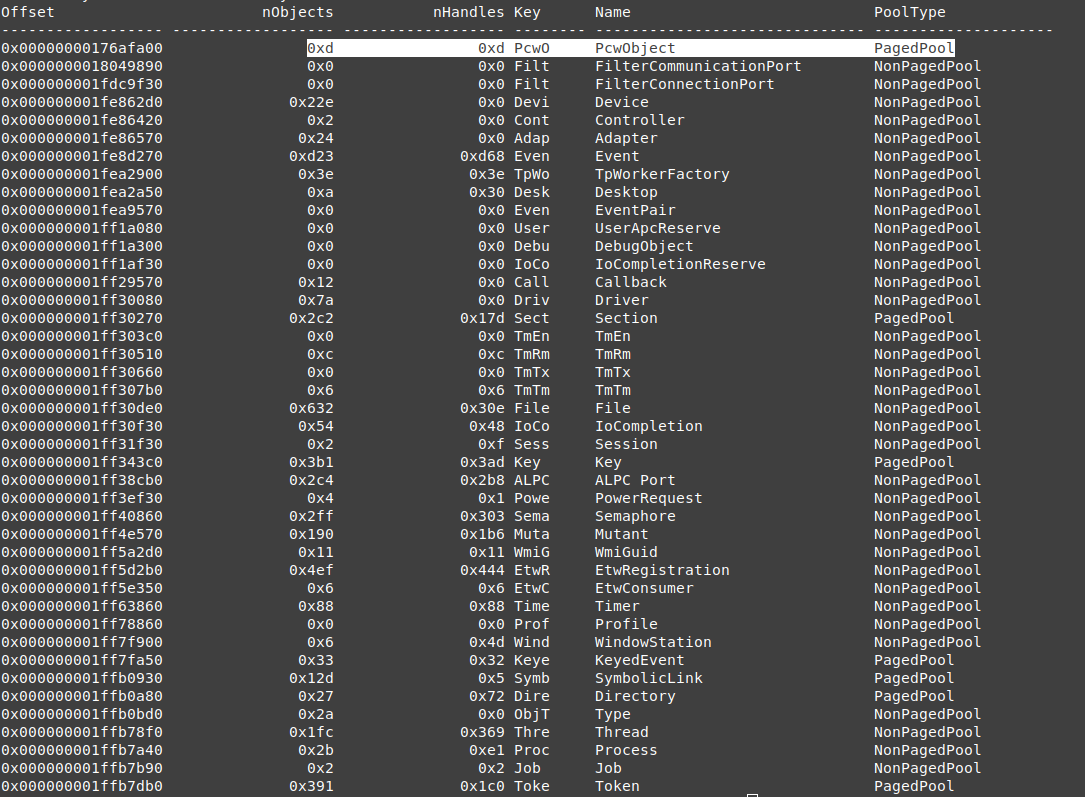 Offset nObjects nHandles Key Name PoolType
------------------ ------------------ ------------------ -------- ------------------------------ --------------------
0x00000000176afa00 0xd 0xd PcwO PcwObject PagedPool
0x0000000018049890 0x0 0x0 Filt FilterCommunicationPort NonPagedPool
0x000000001fdc9f30 0x0 0x0 Filt FilterConnectionPort NonPagedPool
0x000000001fe862d0 0x22e 0x0 Devi Device NonPagedPool
0x000000001fe86420 0x2 0x0 Cont Controller NonPagedPool
0x000000001fe86570 0x24 0x0 Adap Adapter NonPagedPool
0x000000001fe8d270 0xd23 0xd68 Even Event NonPagedPool
0x000000001fea2900 0x3e 0x3e TpWo TpWorkerFactory NonPagedPool
0x000000001fea2a50 0xa 0x30 Desk Desktop NonPagedPool
0x000000001fea9570 0x0 0x0 Even EventPair NonPagedPool
0x000000001ff1a080 0x0 0x0 User UserApcReserve NonPagedPool
0x000000001ff1a300 0x0 0x0 Debu DebugObject NonPagedPool
0x000000001ff1af30 0x0 0x0 IoCo IoCompletionReserve NonPagedPool
0x000000001ff29570 0x12 0x0 Call Callback NonPagedPool
0x000000001ff30080 0x7a 0x0 Driv Driver NonPagedPool
0x000000001ff30270 0x2c2 0x17d Sect Section PagedPool
0x000000001ff303c0 0x0 0x0 TmEn TmEn NonPagedPool
0x000000001ff30510 0xc 0xc TmRm TmRm NonPagedPool
0x000000001ff30660 0x0 0x0 TmTx TmTx NonPagedPool
0x000000001ff307b0 0x6 0x6 TmTm TmTm NonPagedPool
0x000000001ff30de0 0x632 0x30e File File NonPagedPool
0x000000001ff30f30 0x54 0x48 IoCo IoCompletion NonPagedPool
0x000000001ff31f30 0x2 0xf Sess Session NonPagedPool
0x000000001ff343c0 0x3b1 0x3ad Key Key PagedPool
0x000000001ff38cb0 0x2c4 0x2b8 ALPC ALPC Port NonPagedPool
0x000000001ff3ef30 0x4 0x1 Powe PowerRequest NonPagedPool
0x000000001ff40860 0x2ff 0x303 Sema Semaphore NonPagedPool
0x000000001ff4e570 0x190 0x1b6 Muta Mutant NonPagedPool
0x000000001ff5a2d0 0x11 0x11 WmiG WmiGuid NonPagedPool
0x000000001ff5d2b0 0x4ef 0x444 EtwR EtwRegistration NonPagedPool
0x000000001ff5e350 0x6 0x6 EtwC EtwConsumer NonPagedPool
0x000000001ff63860 0x88 0x88 Time Timer NonPagedPool
0x000000001ff78860 0x0 0x0 Prof Profile NonPagedPool
0x000000001ff7f900 0x6 0x4d Wind WindowStation NonPagedPool
0x000000001ff7fa50 0x33 0x32 Keye KeyedEvent PagedPool
0x000000001ffb0930 0x12d 0x5 Symb SymbolicLink PagedPool
0x000000001ffb0a80 0x27 0x72 Dire Directory PagedPool
0x000000001ffb0bd0 0x2a 0x0 ObjT Type NonPagedPool
0x000000001ffb78f0 0x1fc 0x369 Thre Thread NonPagedPool
0x000000001ffb7a40 0x2b 0xe1 Proc Process NonPagedPool
0x000000001ffb7b90 0x2 0x2 Job Job NonPagedPool
0x000000001ffb7db0 0x391 0x1c0 Toke Token PagedPool